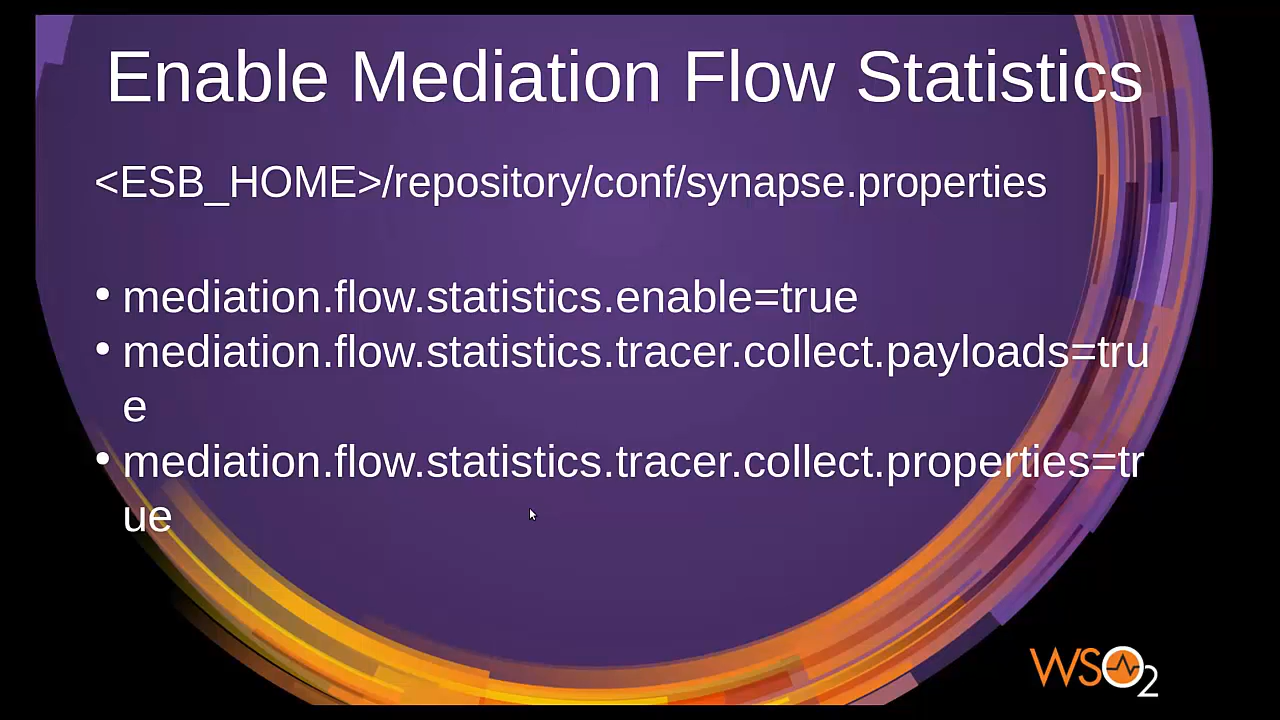 Enable Mediation Flow Statistics
<ESB_HOME>/repository/conf/synapse.properties
• mediation.flow.statistics.enable=true
• mediation.flow.statistics.tracer.collect.payloads=tru
e
• mediation.flow.statistics.tracer.collect.properties=tr
ue
WSO2